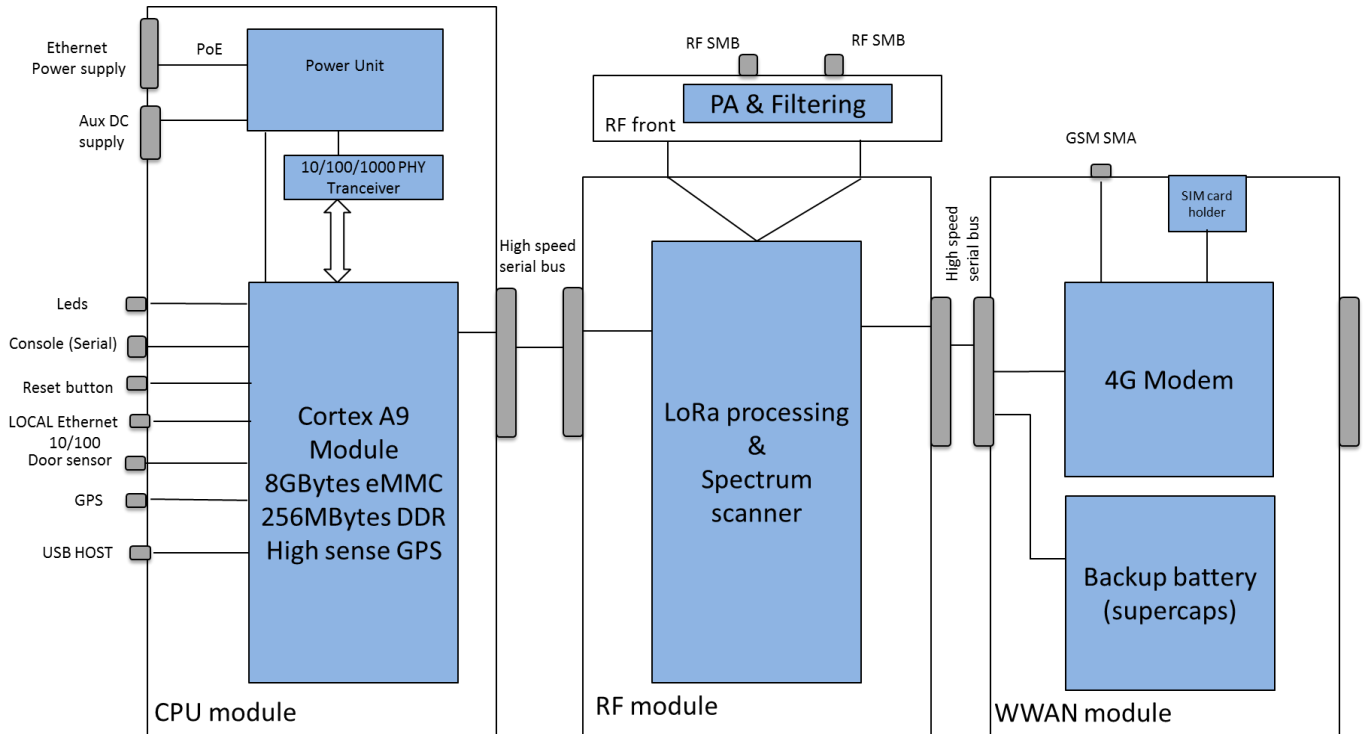 Ethernet
Power supply
PoE
Power Unit
Aux DC
supply
10/100/1000 PHY
Tranceiver
Leds
Console (Serial)
Reset button
LOCAL Ethernet
10/100
Door sensor
GPS
USB HOST
Cortex A9
Module
8GBytes eMMC
256MBytes DDR
High sense GPS
CPU module
High speed
serial bus
RF SMB
RF SMB
PA & Filtering
RF front
LoRa processing
&
Spectrum
scanner
RF module
High speed
serial bus
GSM SMA
SIM card
holder
4G Modem
Backup battery
(supercaps)
WWAN module